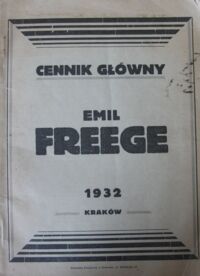 CENNIK GŁÓWNY
EMIL
FREEGE
1932
KRAKÓW